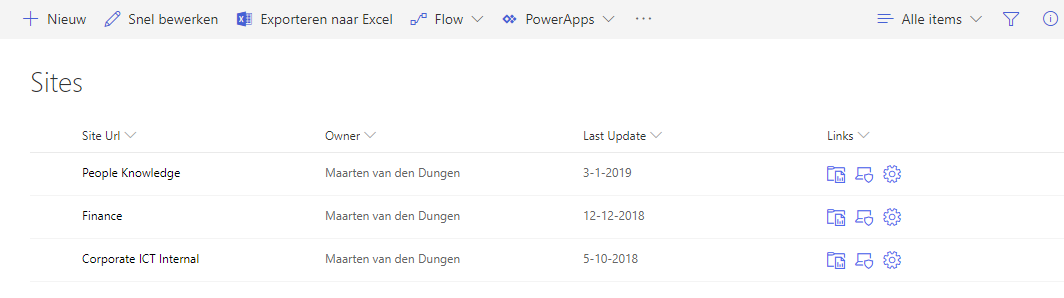 Nieuw Snel bewerken Exporteren naar Excel Flow PowerApps ... Alle items
Sites
Site Url Owner Last Update Links
People Knowledge Maarten van den Dungen 3-1-2019
Finance Maarten van den Dungen 12-12-2018
Corporate ICT Internal Maarten van den Dungen 5-10-2018